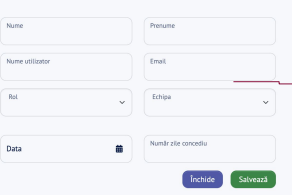 Nume
Prenume
Nume utilizator
Email
Rol
Echipa
Data
Număr zile concediu
Închide
Salvează